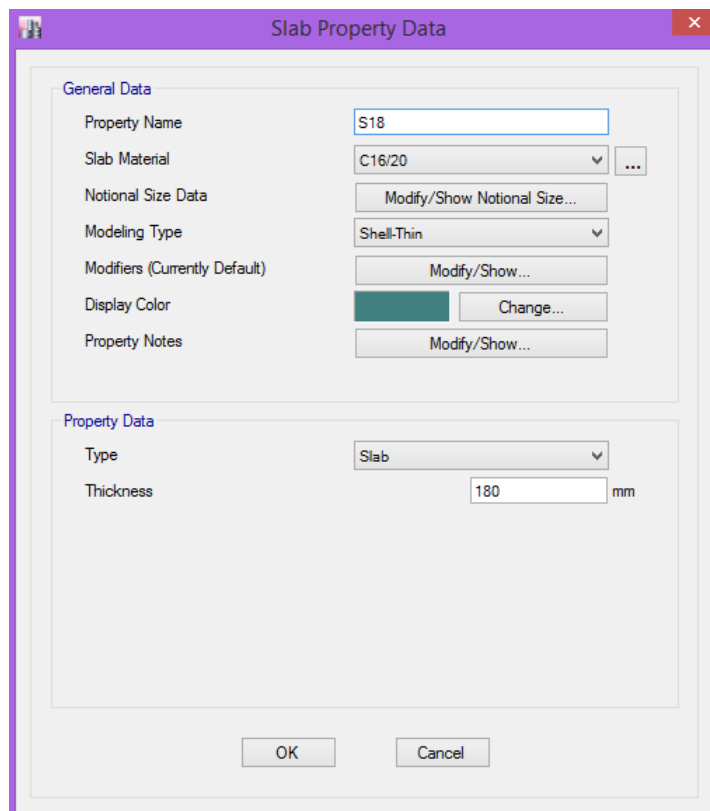 Slab Property Data
General Data
Property Name S18
Slab Material C16/20 ...
Notional Size Data Modify/Show Notional Size...
Modeling Type Shell-Thin
Modifiers (Currently Default) Modify/Show...
Display Color Change...
Property Notes Modify/Show...
Property Data
Type Slab
Thickness 180 mm
OK Cancel